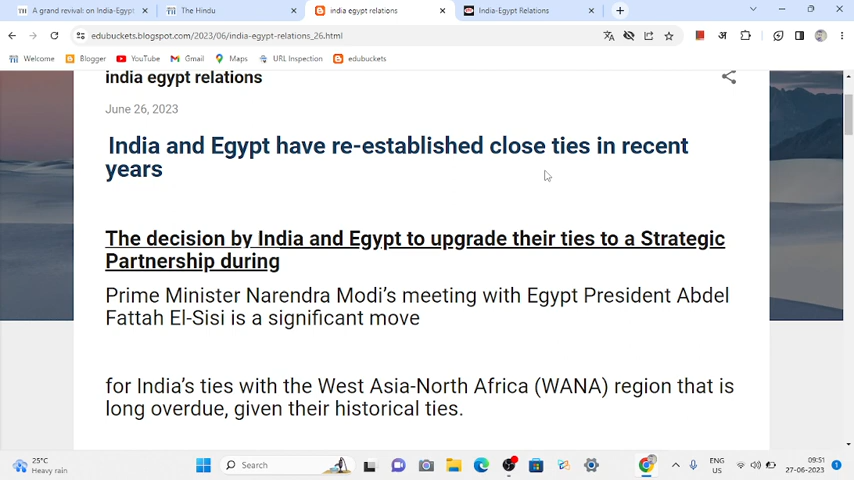 A grand revival: on India-Egypt
The Hindu
india egypt relations
India-Egypt Relations
edubuckets.blogspot.com/2023/06/india-egypt-relations_26.html
Welcome
Blogger
YouTube
Gmail
Maps
URL Inspection
edubuckets
india egypt relations
June 26, 2023
India and Egypt have re-established close ties in recent
years
The decision by India and Egypt to upgrade their ties to a Strategic
Partnership during
Prime Minister Narendra Modi’s meeting with Egypt President Abdel
Fattah El-Sisi is a significant move
for India’s ties with the West Asia-North Africa (WANA) region that is
long overdue, given their historical ties.
25°C
Heavy rain
Search
ENG
US
09:51
27-06-2023
1